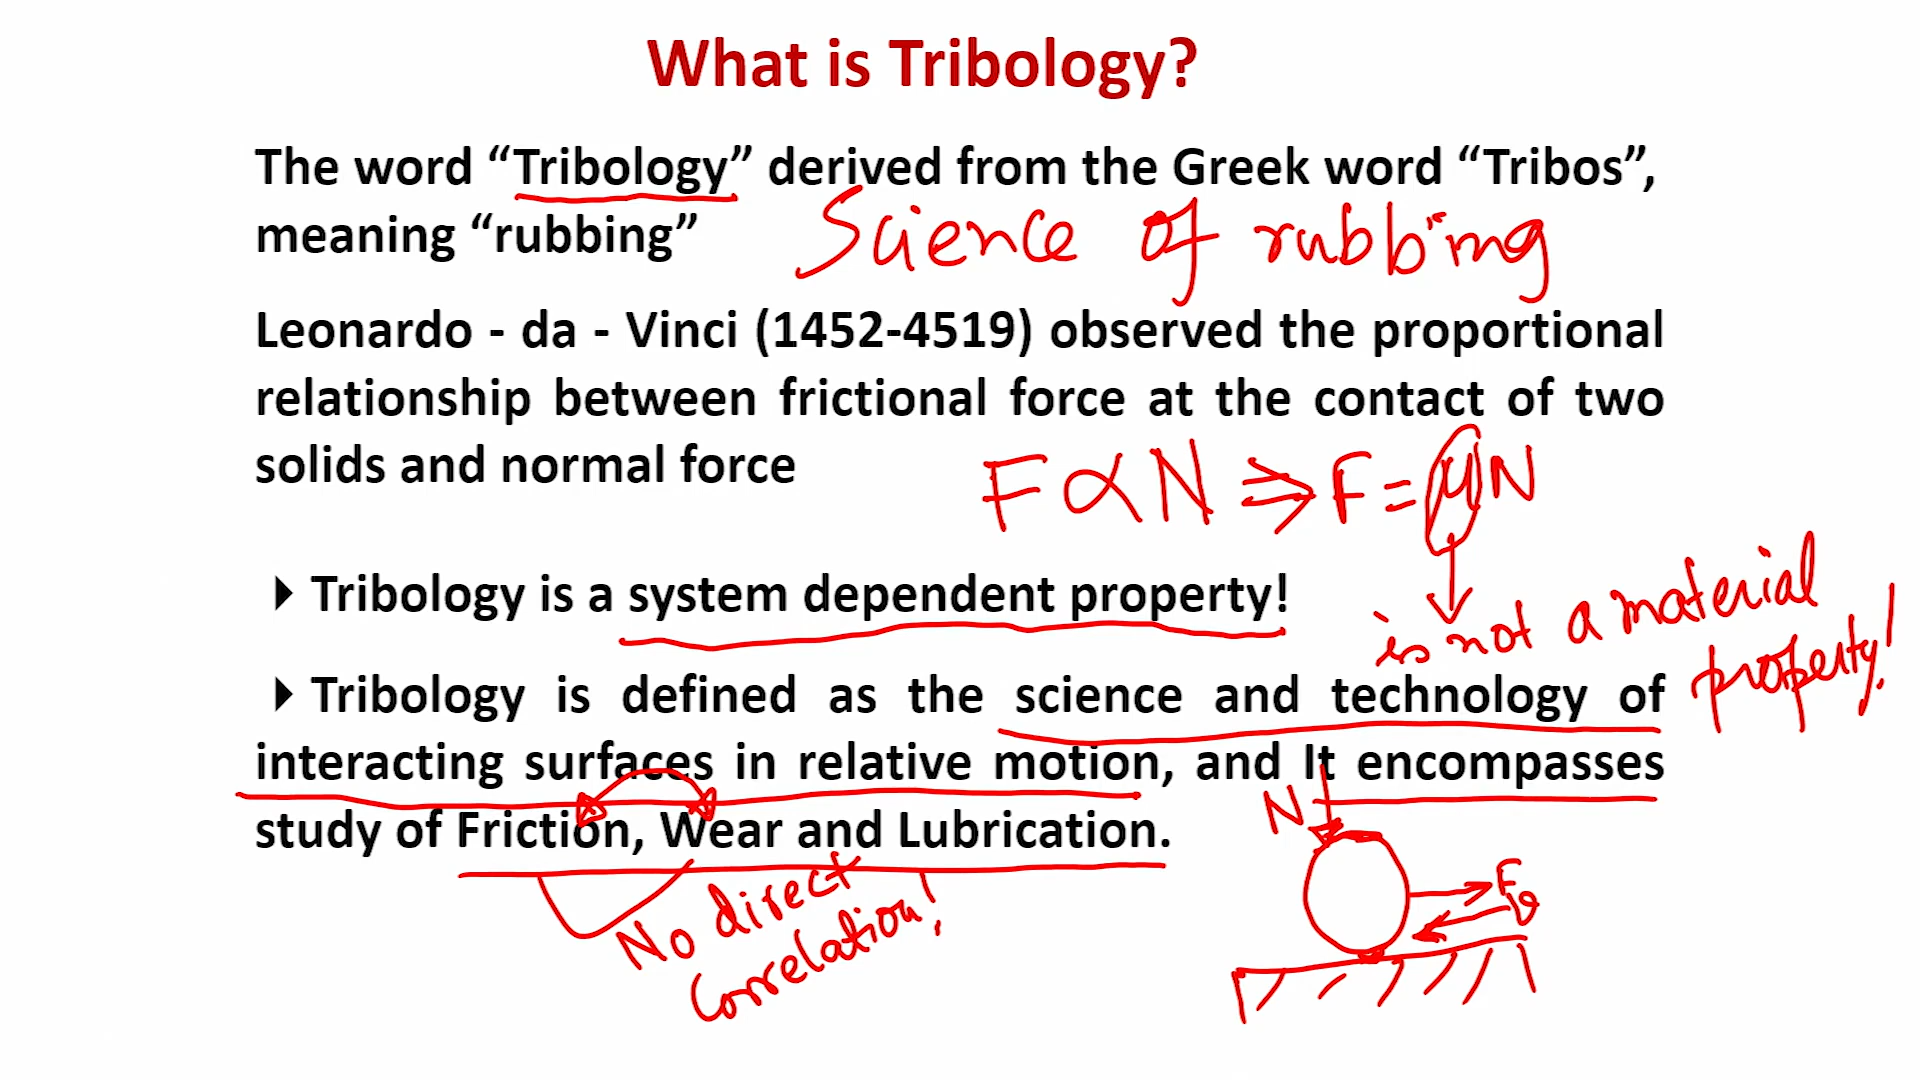 What is Tribology?
The word “Tribology” derived from the Greek word “Tribos”,
meaning “rubbing” Science of rubbing
Leonardo - da - Vinci (1452-4519) observed the proportional
relationship between frictional force at the contact of two
solids and normal force
F ∝ N ⇒ F = μN
is not a material
property!
Tribology is a system dependent property!
Tribology is defined as the science and technology of
interacting surfaces in relative motion, and It encompasses
study of Friction, Wear and Lubrication.
No direct
correlation!
N
F